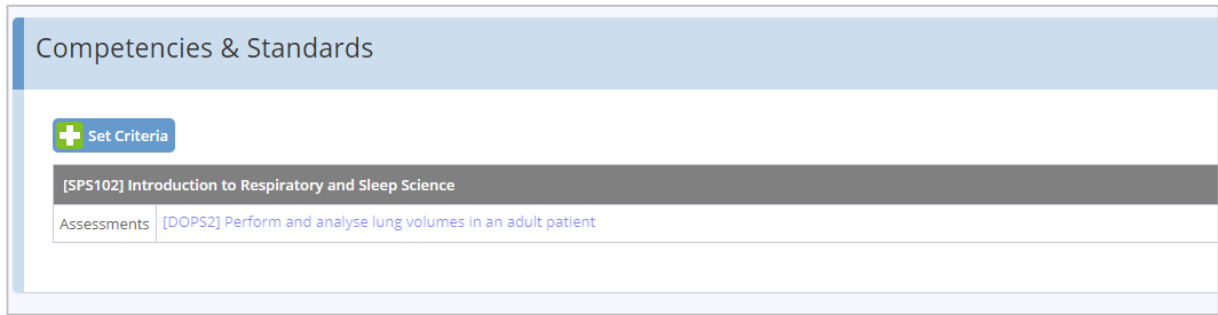 Competencies & Standards
Set Criteria
[SPS102] Introduction to Respiratory and Sleep Science
Assessments [DOPS2] Perform and analyse lung volumes in an adult patient